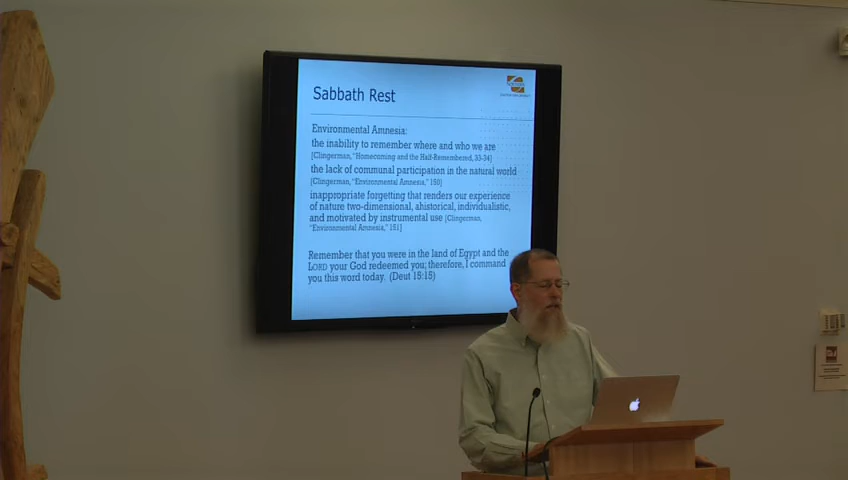 Sabbath Rest
Environmental Amnesia:
the inability to remember where and who we are
[Clingerman, "Homecoming and the Half-Remembered, 33-34]
the lack of communal participation in the natural world
[Clingerman, "Environmental Amnesia," 150]
inappropriate forgetting that renders our experience
of nature two-dimensional, ahistorical, individualistic,
and motivated by instrumental use [Clingerman,
"Environmental Amnesia," 151]
Remember that you were in the land of Egypt and the
LORD your God redeemed you; therefore, I command
you this word today. (Deut 15:15)